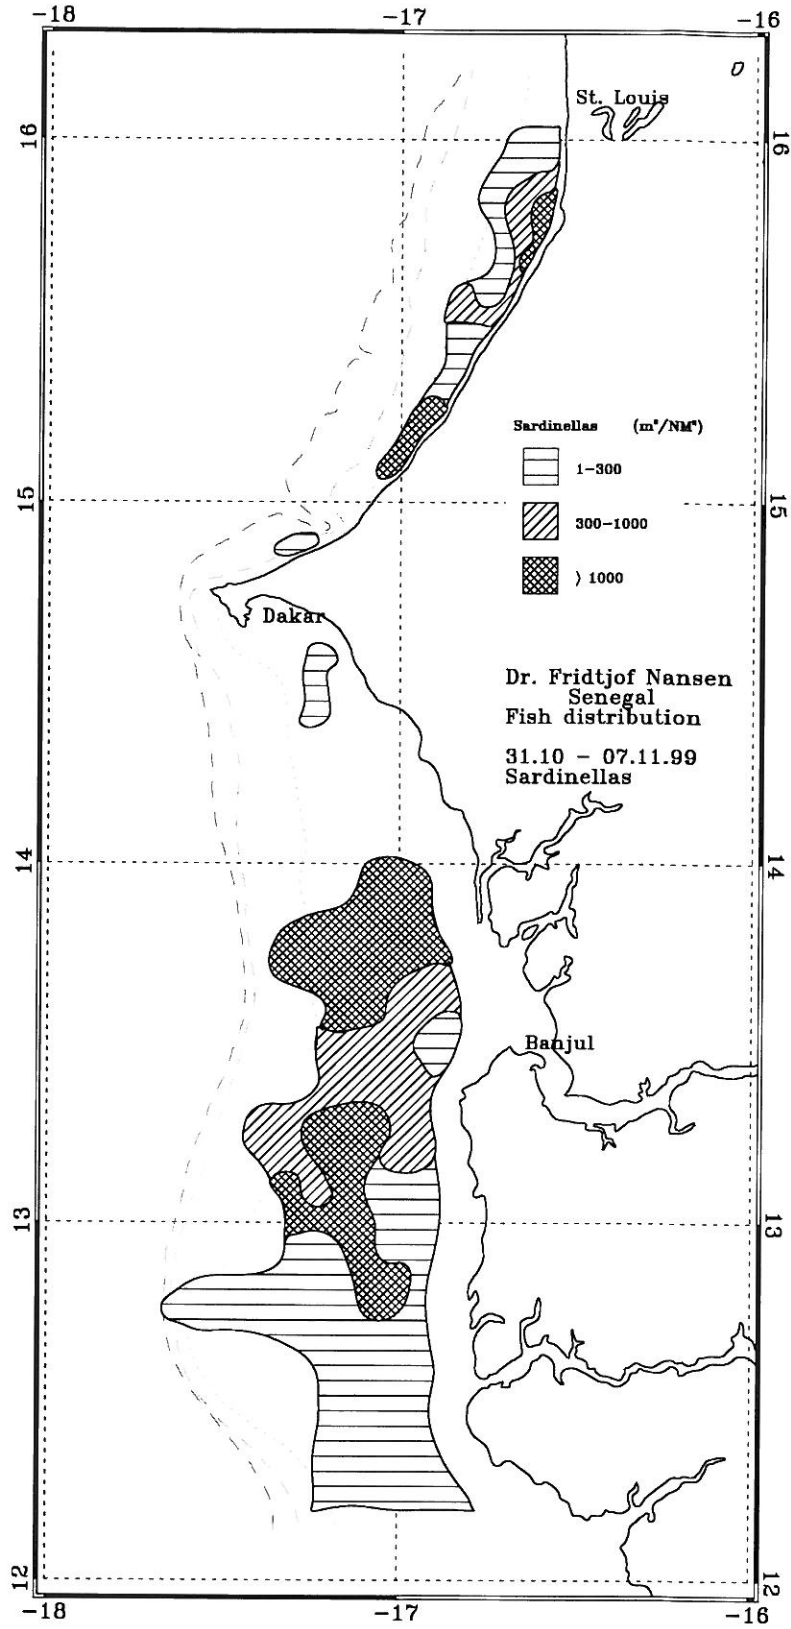 -18 -17 -16
St. Louis
16 16
Sardinellas (m²/NM²)
1-300
15 15
300-1000
⟩ 1000
Dakar
Dr. Fridtjof Nansen
Senegal
Fish distribution
31.10 - 07.11.99
Sardinellas
14 14
Banjul
13 13
12 12
-18 -17 -16